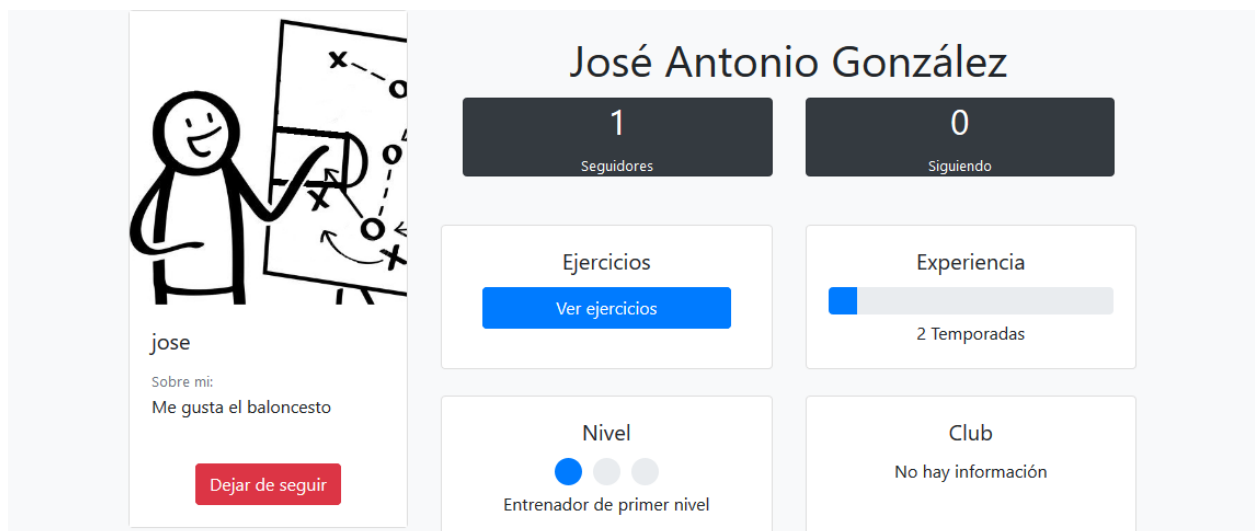 José Antonio González
1
Seguidores
0
Siguiendo
jose
Sobre mi:
Me gusta el baloncesto
Dejar de seguir
Ejercicios
Ver ejercicios
Experiencia
2 Temporadas
Nivel
Entrenador de primer nivel
Club
No hay información